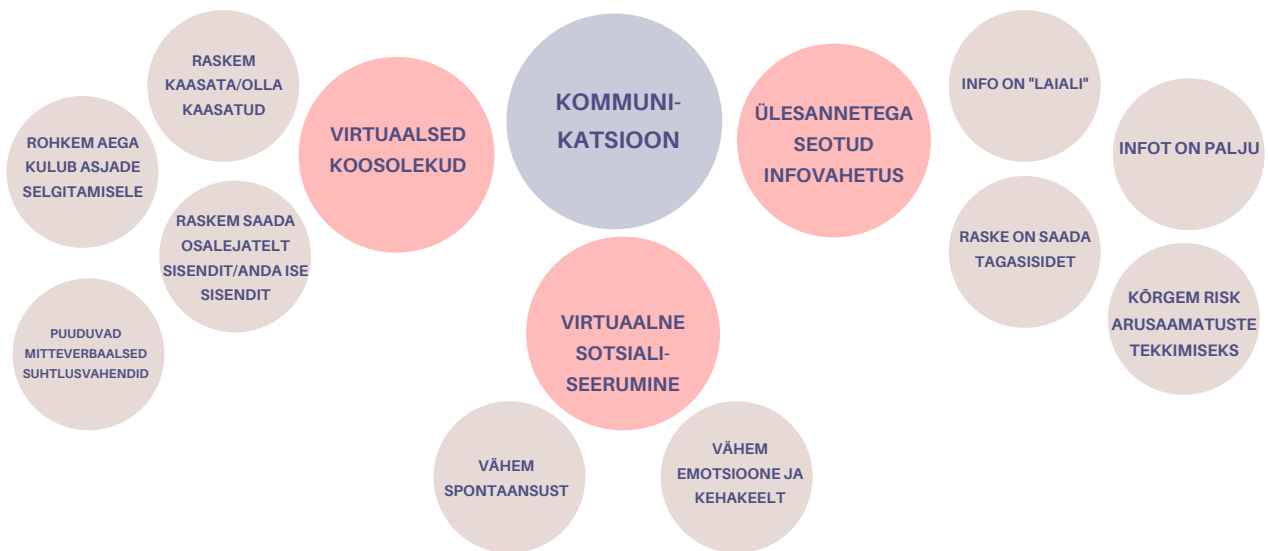 KOMMUNI-
KATSIOON
VIRTUAALSED
KOOSOLEKUD
RASKEM
KAASATA/OLLA
KAASATUD
ROHKEM AEGA
KULUB ASJADE
SELGITAMISELE
RASKEM SAADA
OSALEJATELT
SISENDIT/ANDA ISE
SISENDIT
PUUDUVAD
MITTEVERBAALSED
SUHTLUSVAHENDID
VIRTUAALNE
SOTSIALI-
SEERUMINE
VÄHEM
SPONTAANSUST
VÄHEM
EMOTSIOONE JA
KEHAKEELT
ÜLESANNETEGA
SEOTUD
INFOVAHETUS
INFO ON "LAIALI"
INFOT ON PALJU
RASKE ON SAADA
TAGASISIDET
KÕRGEM RISK
ARUSAAMATUSTE
TEKKIMISEKS